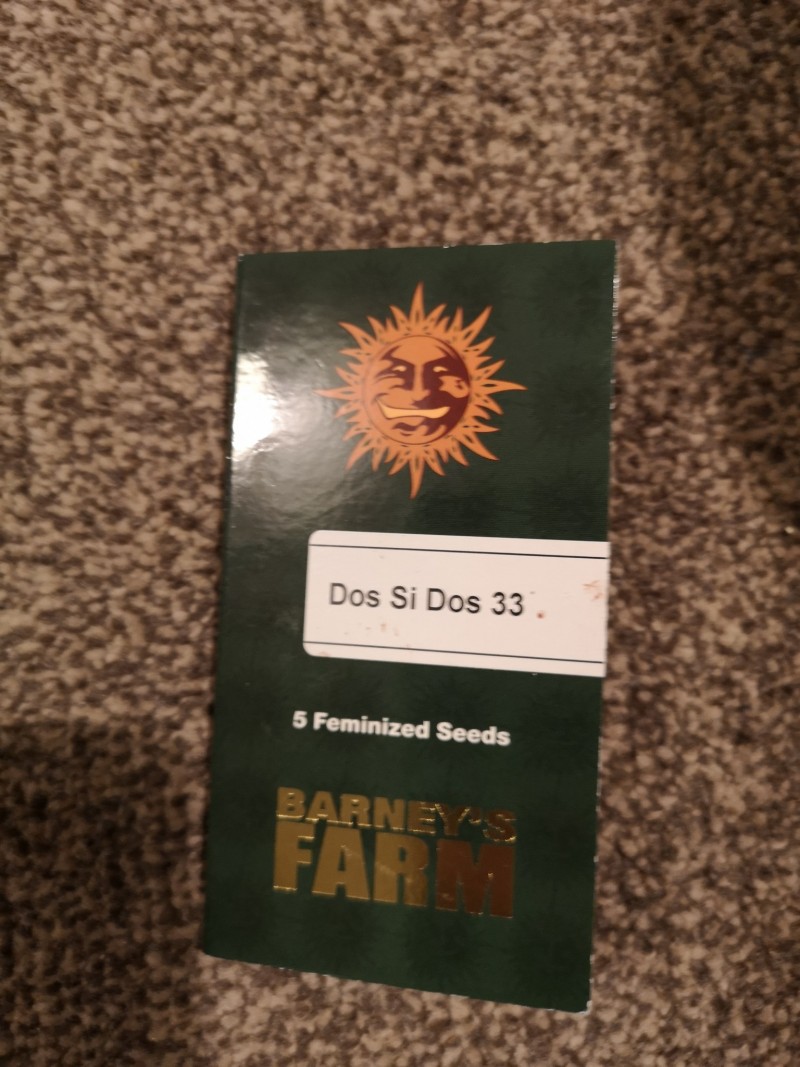 Dos Si Dos 33
5 Feminized Seeds
BARNEY'S
FARM